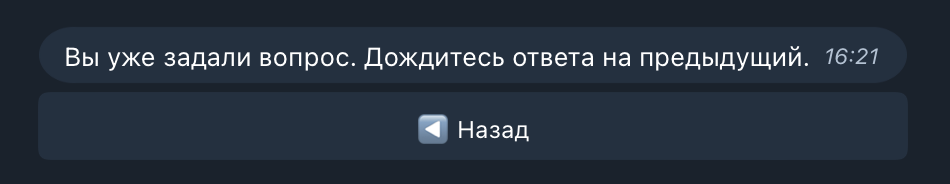 Вы уже задали вопрос. Дождитесь ответа на предыдущий. 16:21
◀️ Назад